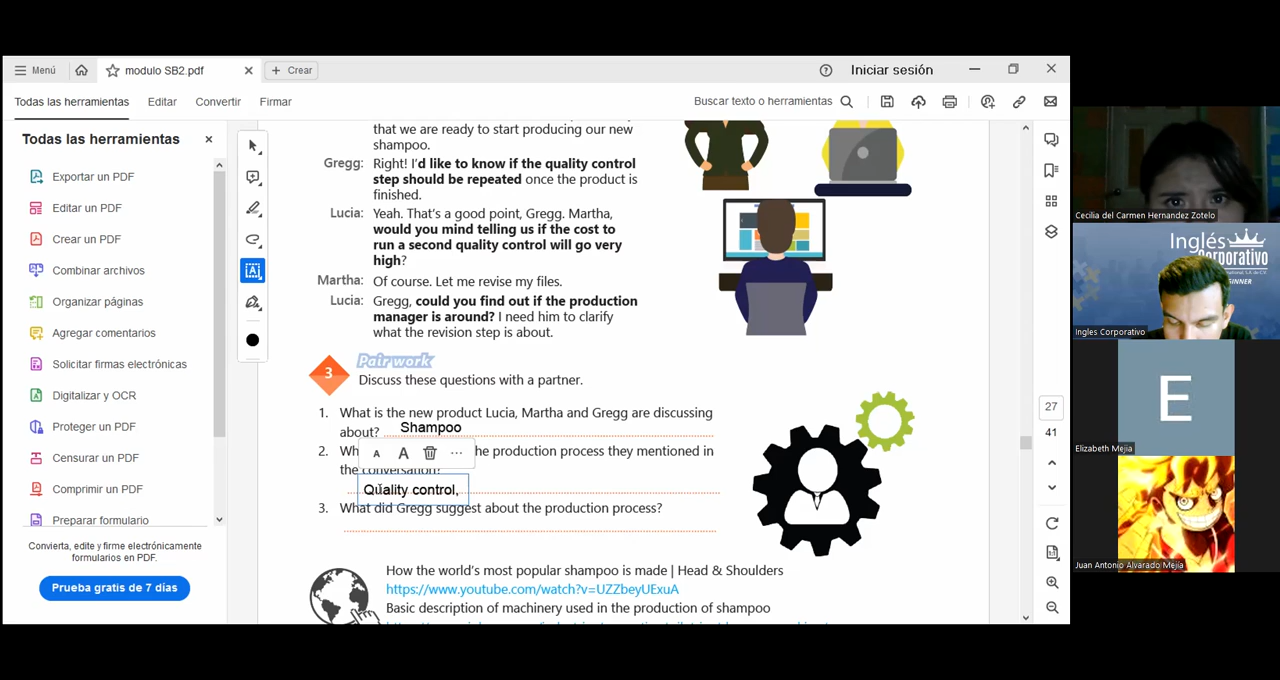 Menú
modulo SB2.pdf
Crear
Iniciar sesión
Todas las herramientas
Editar
Convertir
Firmar
Buscar texto o herramientas
Todas las herramientas
Exportar un PDF
Editar un PDF
Crear un PDF
Combinar archivos
Organizar páginas
Agregar comentarios
Solicitar firmas electrónicas
Digitalizar y OCR
Proteger un PDF
Censurar un PDF
Comprimir un PDF
Preparar formulario
Convierta, edite y firme electrónicamente
formularios en PDF.
Prueba gratis de 7 días
that we are ready to start producing our new
shampoo.
Gregg: Right! I'd like to know if the quality control
step should be repeated once the product is
finished.
Lucia: Yeah. That's a good point, Gregg. Martha,
would you mind telling us if the cost to
run a second quality control will go very
high?
Martha: Of course. Let me revise my files.
Lucia: Gregg, could you find out if the production
manager is around? I need him to clarify
what the revision step is about.
3 Pair work
Discuss these questions with a partner.
1. What is the new product Lucia, Martha and Gregg are discussing
about? Shampoo
2. Wh the production process they mentioned in
the conversation?
A A
Quality control,
3. What did Gregg suggest about the production process?
How the world's most popular shampoo is made | Head & Shoulders
https://www.youtube.com/watch?v=UZZbeyUExuA
Basic description of machinery used in the production of shampoo
27
41
Cecilia del Carmen Hernandez Zotelo
Inglés
Corporativo
Ingles Corporativo
E
Elizabeth Mejia
Juan Antonio Alvarado Mejía